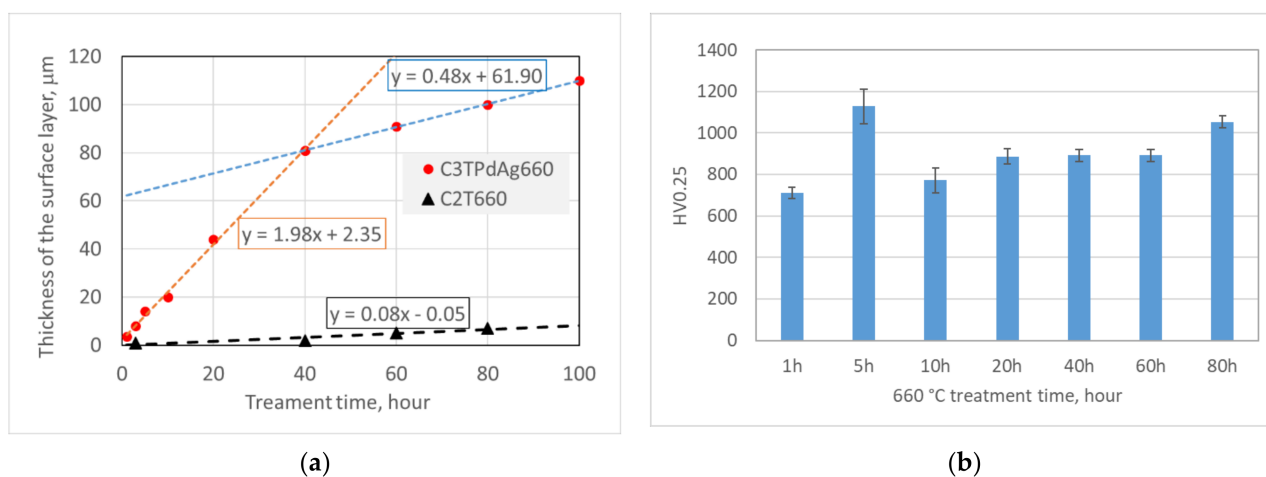 Thickness of the surface layer, μm
120
100
80
60
40
20
0
y = 0.48x + 61.90
C3TPdAg660
C2T660
y = 1.98x + 2.35
y = 0.08x - 0.05
0 20 40 60 80 100
Treament time, hour
(a)
HV0.25
1400
1200
1000
800
600
400
200
0
1h 5h 10h 20h 40h 60h 80h
660 °C treatment time, hour
(b)